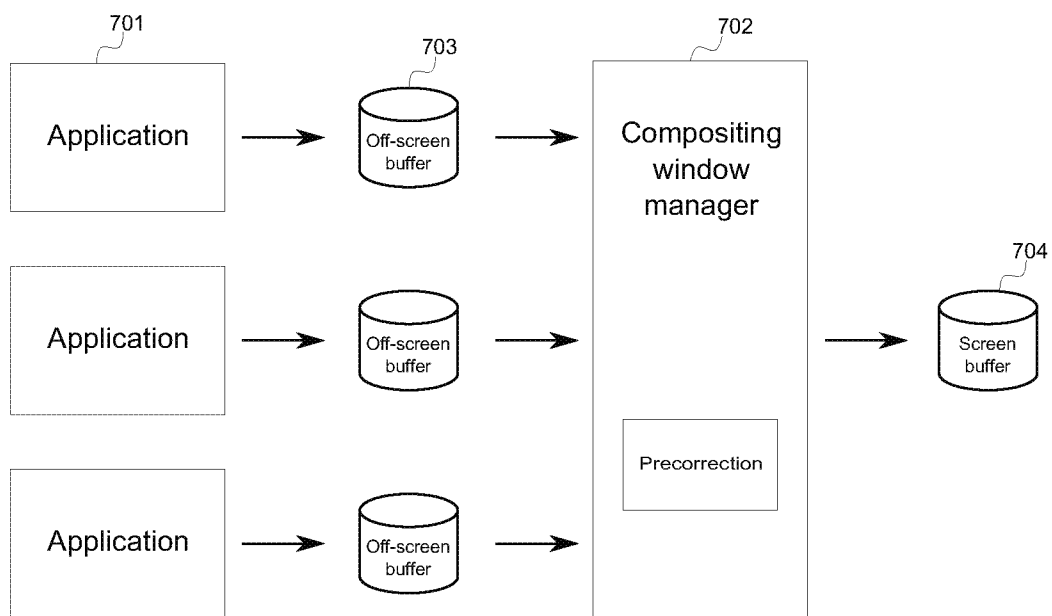 701
703
702
Application
Off-screen
buffer
Compositing
window
manager
704
Application
Off-screen
buffer
Screen
buffer
Precorrection
Application
Off-screen
buffer